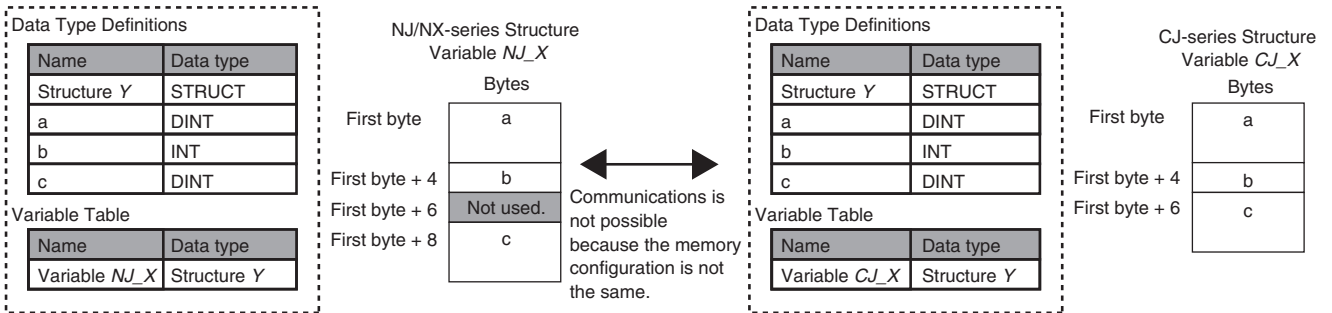 Data Type Definitions
Name Data type
Structure Y STRUCT
a DINT
b INT
c DINT
Variable Table
Name Data type
Variable NJ_X Structure Y
NJ/NX-series Structure
Variable NJ_X
Bytes
First byte a
First byte + 4 b
First byte + 6 Not used.
First byte + 8 c
Communications is
not possible
because the memory
configuration is not
the same.
Data Type Definitions
Name Data type
Structure Y STRUCT
a DINT
b INT
c DINT
Variable Table
Name Data type
Variable CJ_X Structure Y
CJ-series Structure
Variable CJ_X
Bytes
First byte a
First byte + 4 b
First byte + 6 c